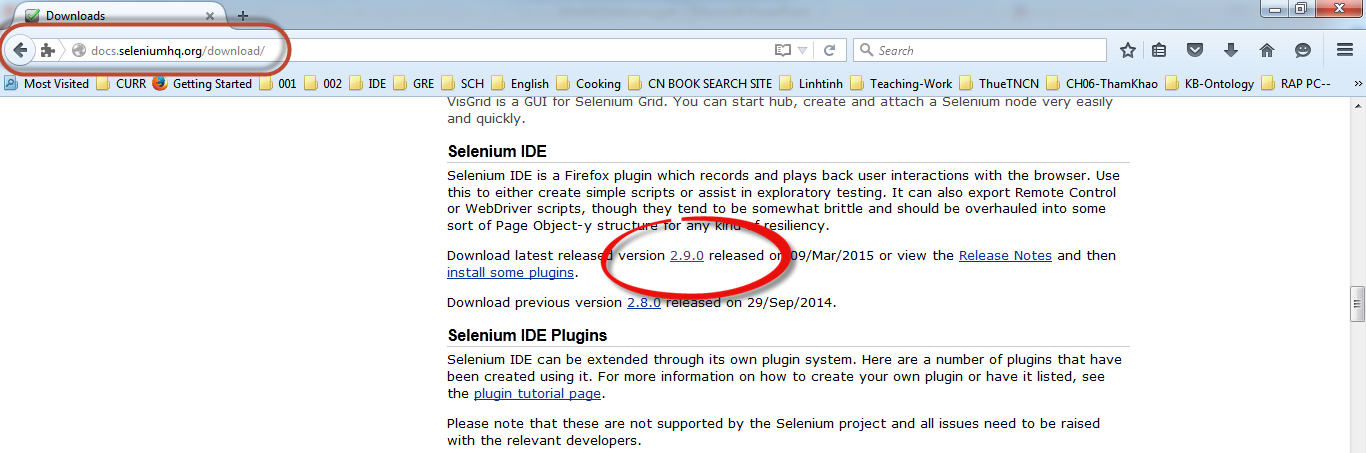 Downloads
docs.seleniumhq.org/download/
Search
Most Visited CURR Getting Started 001 002 IDE GRE SCH English Cooking CN BOOK SEARCH SITE Linhtinh Teaching-Work ThueTNCN CH06-ThamKhao KB-Ontology RAP PC--
VisGrid is a GUI for Selenium Grid. You can start hub, create and attach a Selenium node very easily
and quickly.
Selenium IDE
Selenium IDE is a Firefox plugin which records and plays back user interactions with the browser. Use
this to either create simple scripts or assist in exploratory testing. It can also export Remote Control
or WebDriver scripts, though they tend to be somewhat brittle and should be overhauled into some
sort of Page Object-y structure for any kind of resiliency.
Download latest released version 2.9.0 released on 09/Mar/2015 or view the Release Notes and then
install some plugins.
Download previous version 2.8.0 released on 29/Sep/2014.
Selenium IDE Plugins
Selenium IDE can be extended through its own plugin system. Here are a number of plugins that have
been created using it. For more information on how to create your own plugin or have it listed, see
the plugin tutorial page.
Please note that these are not supported by the Selenium project and all issues need to be raised
with the relevant developers.